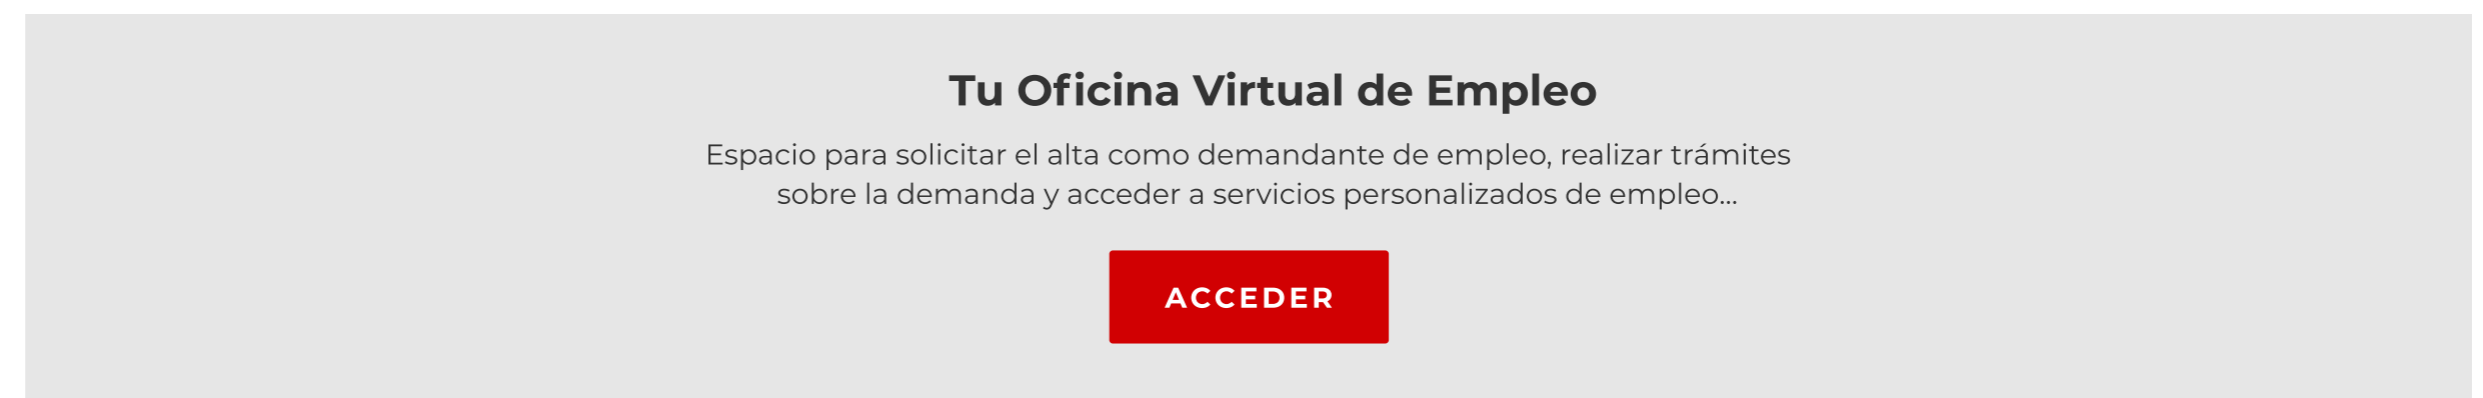 Tu Oficina Virtual de Empleo
Espacio para solicitar el alta como demandante de empleo, realizar trámites
sobre la demanda y acceder a servicios personalizados de empleo...
ACCEDER